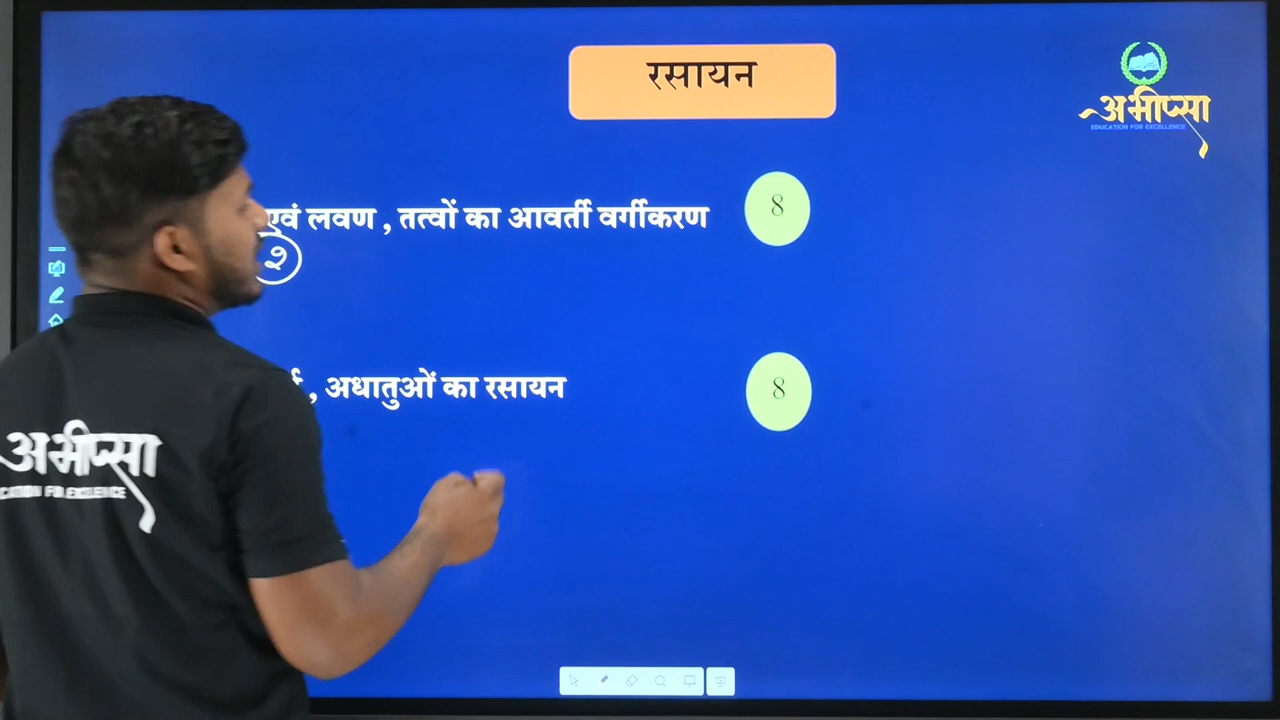 रसायन
अभीप्सा
EDUCATION FOR EXCELLENCE
एवं लवण , तत्वों का आवर्ती वर्गीकरण
8
२
, अधातुओं का रसायन
8
अभीप्सा